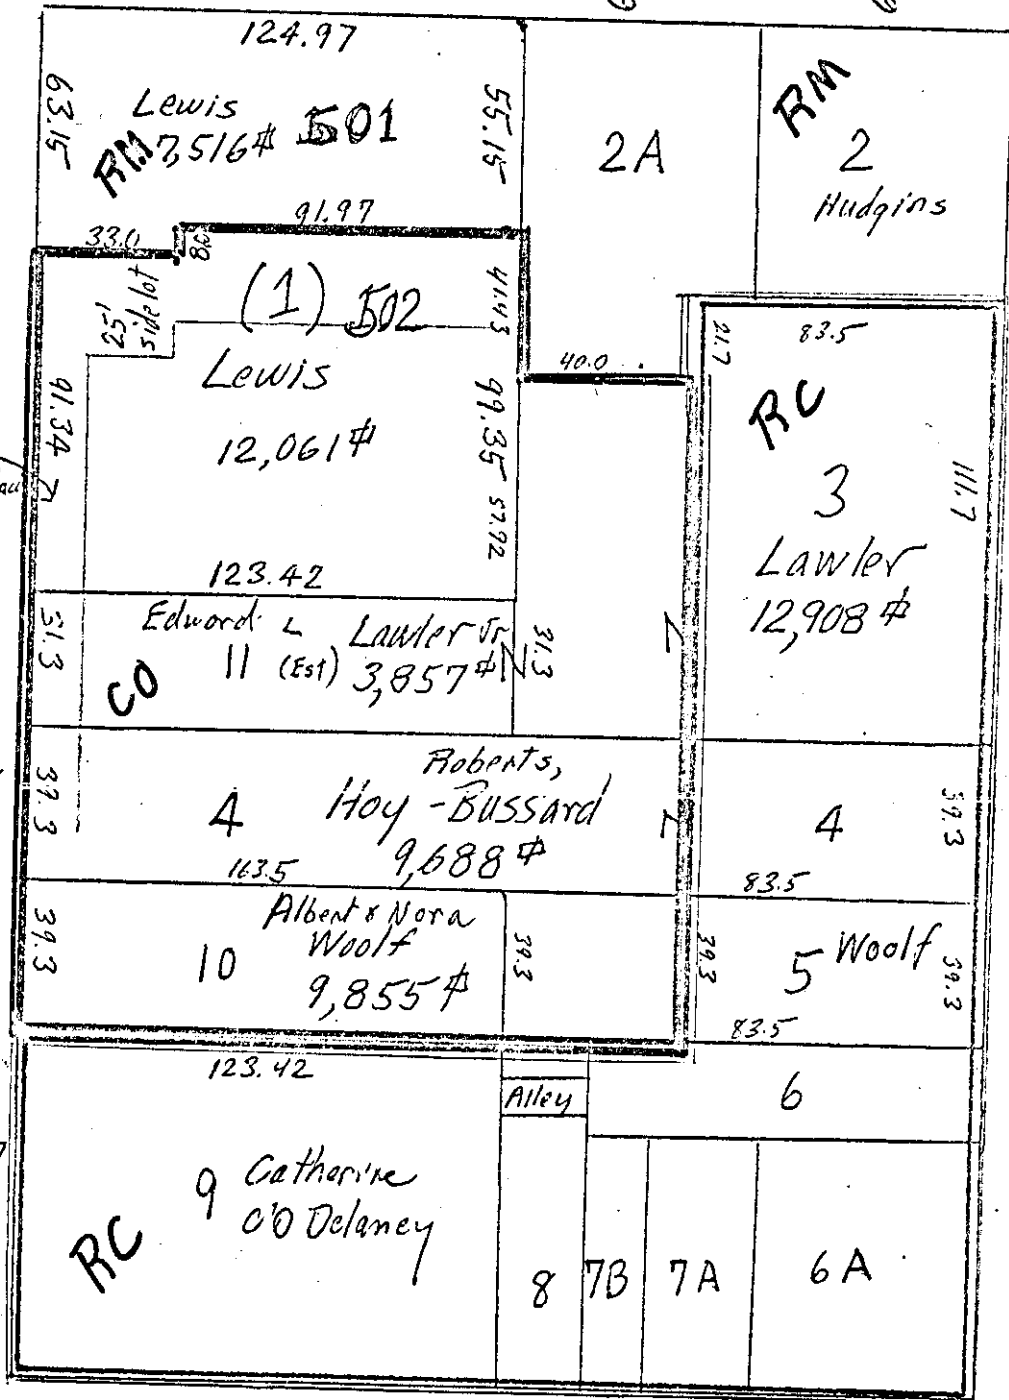 124.97
63.15
Lewis
7,516 501
RM
55.15
2A
RM
2
Hudgins
91.97
33.0
8.0
25'
side lot
(1) 502
41.43
Lewis
12,061
91.34
99.35
57.92
40.0
21.7
83.5
RC
3
111.7
Lawler
12,908
123.42
31.3
Edward L Lawler Jr
11 (Est) 3,857
31.3
CO
39.3
4
Roberts,
Hoy - Bussard
9,688
163.5
4
39.3
83.5
39.3
10
Albert & Nora
Woolf
9,855
39.3
39.3
5 Woolf
39.3
83.5
123.42
Alley
6
9 Catherine
O'D Delaney
RC
8
7B
7A
6A